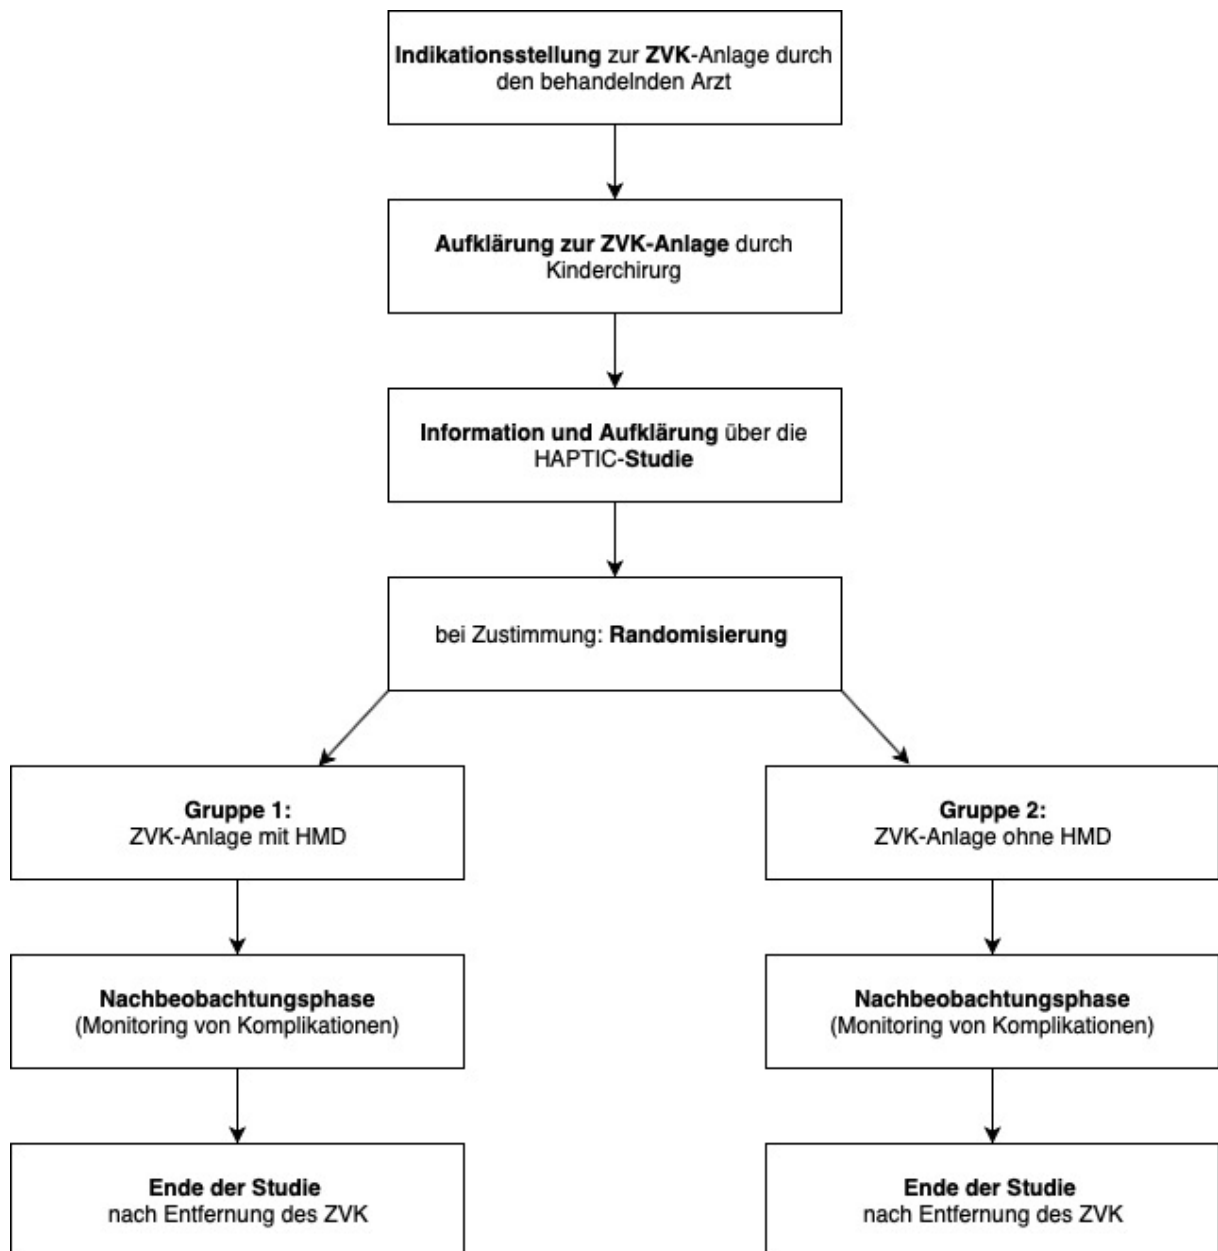 Indikationsstellung zur ZVK-Anlage durch
den behandelnden Arzt
Aufklärung zur ZVK-Anlage durch
Kinderchirurg
Information und Aufklärung über die
HAPTIC-Studie
bei Zustimmung: Randomisierung
Gruppe 1:
ZVK-Anlage mit HMD
Nachbeobachtungsphase
(Monitoring von Komplikationen)
Ende der Studie
nach Entfernung des ZVK
Gruppe 2:
ZVK-Anlage ohne HMD
Nachbeobachtungsphase
(Monitoring von Komplikationen)
Ende der Studie
nach Entfernung des ZVK